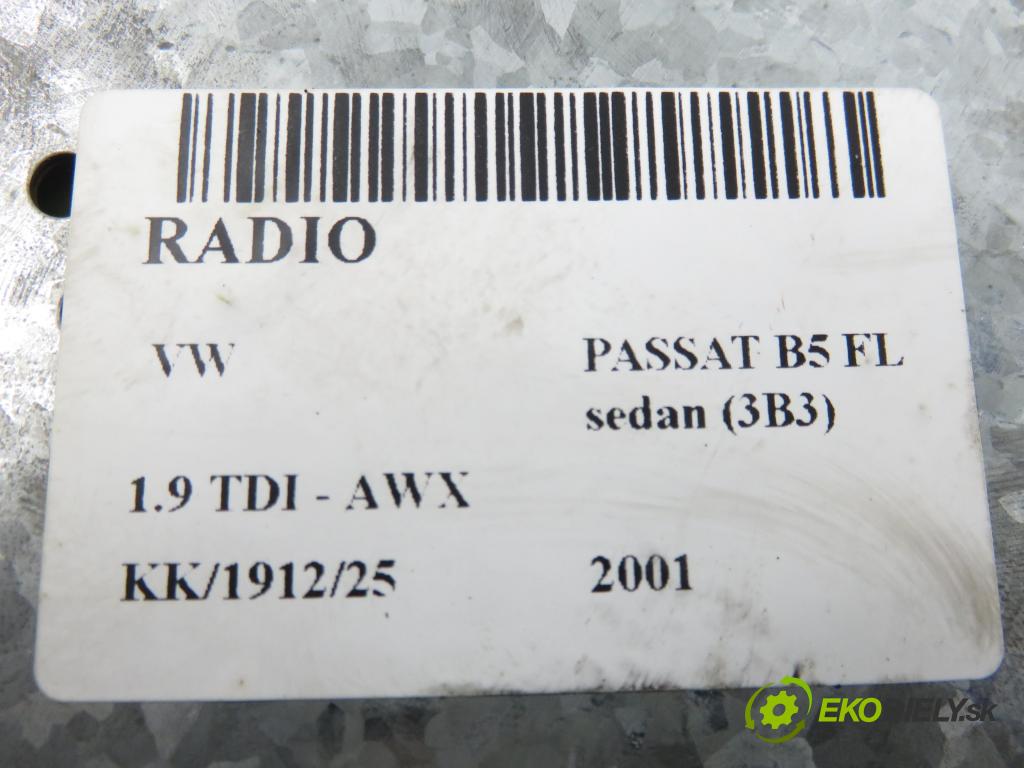 RADIO
VW PASSAT B5 FL
sedan (3B3)
1.9 TDI - AWX
KK/1912/25 2001
EKODIELY.sk